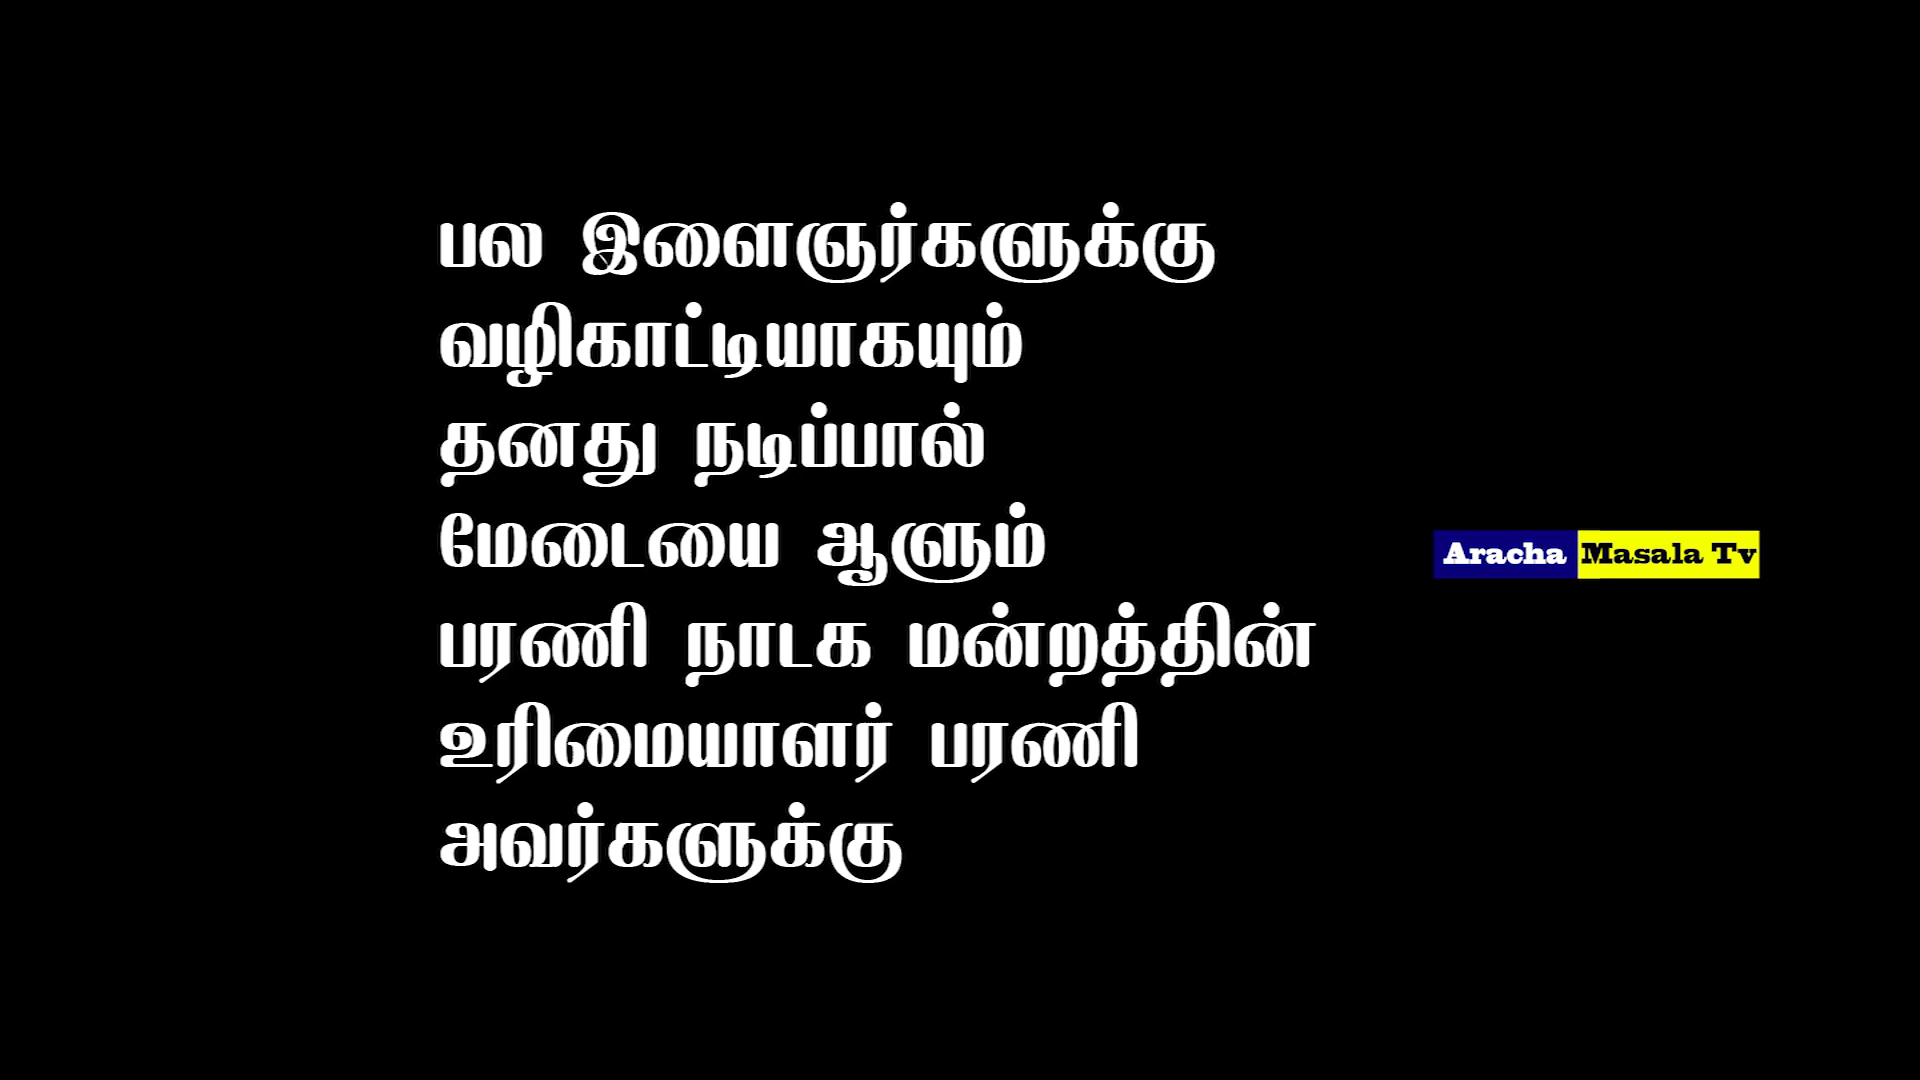 பல இளைஞர்களுக்கு
வழிகாட்டியாகயும்
தனது நடிப்பால்
மேடையை ஆளும்
Aracha Masala Tv
பரணி நாடக மன்றத்தின்
உரிமையாளர் பரணி
அவர்களுக்கு